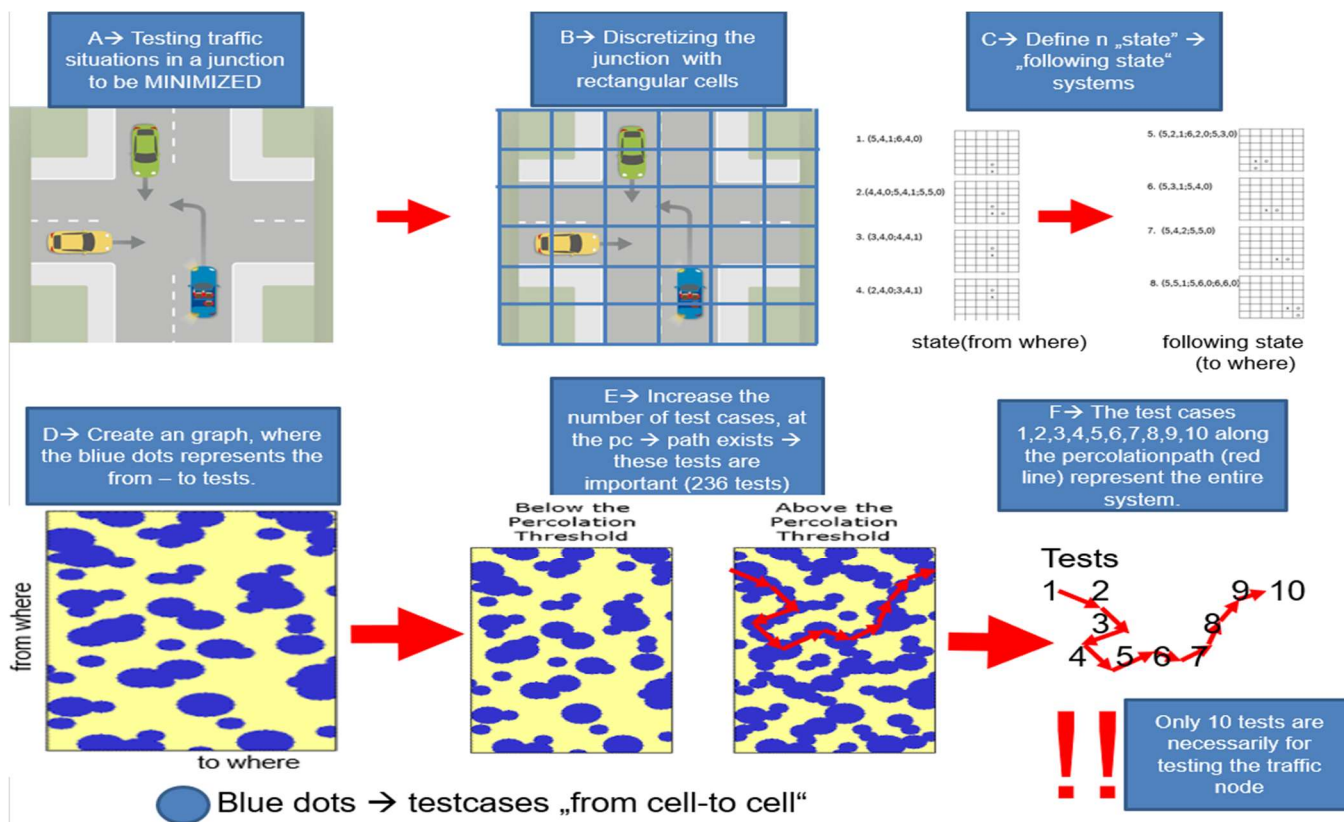 A→ Testing traffic
situations in a junction
to be MINIMIZED
B→ Discretizing the
junction with
rectangular cells
C→ Define n „state” →
„following state“
systems
1. (5,4,1;6,4,0)
2.(4,4,0;5,4,1;5,5,0)
3. (3,4,0;4,4,1)
4. (2,4,0;3,4,1)
state(from where)
5. (5,2,1;6,2,0;5,3,0)
6. (5,3,1;5,4,0)
7. (5,4,2;5,5,0)
8. (5,5,1;5,6,0;6,6,0)
following state
(to where)
D→ Create an graph, where
the bliue dots represents the
from – to tests.
from where
to where
E→ Increase the
number of test cases, at
the pc → path exists →
these tests are
important (236 tests)
Below the
Percolation
Threshold
Above the
Percolation
Threshold
F→ The test cases
1,2,3,4,5,6,7,8,9,10 along
the percolationpath (red
line) represent the entire
system.
Tests
1 2 9 10
3 8
4 5 6 7
!!
Only 10 tests are
necessarily for
testing the traffic
node
Blue dots → testcases „from cell-to cell“